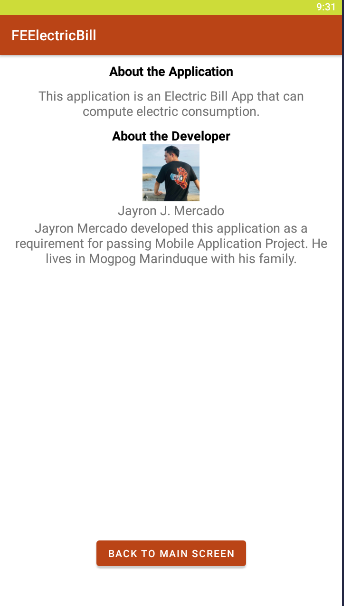 9:31
FEElectricBill
About the Application
This application is an Electric Bill App that can
compute electric consumption.
About the Developer
Jayron J. Mercado
Jayron Mercado developed this application as a
requirement for passing Mobile Application Project. He
lives in Mogpog Marinduque with his family.
BACK TO MAIN SCREEN